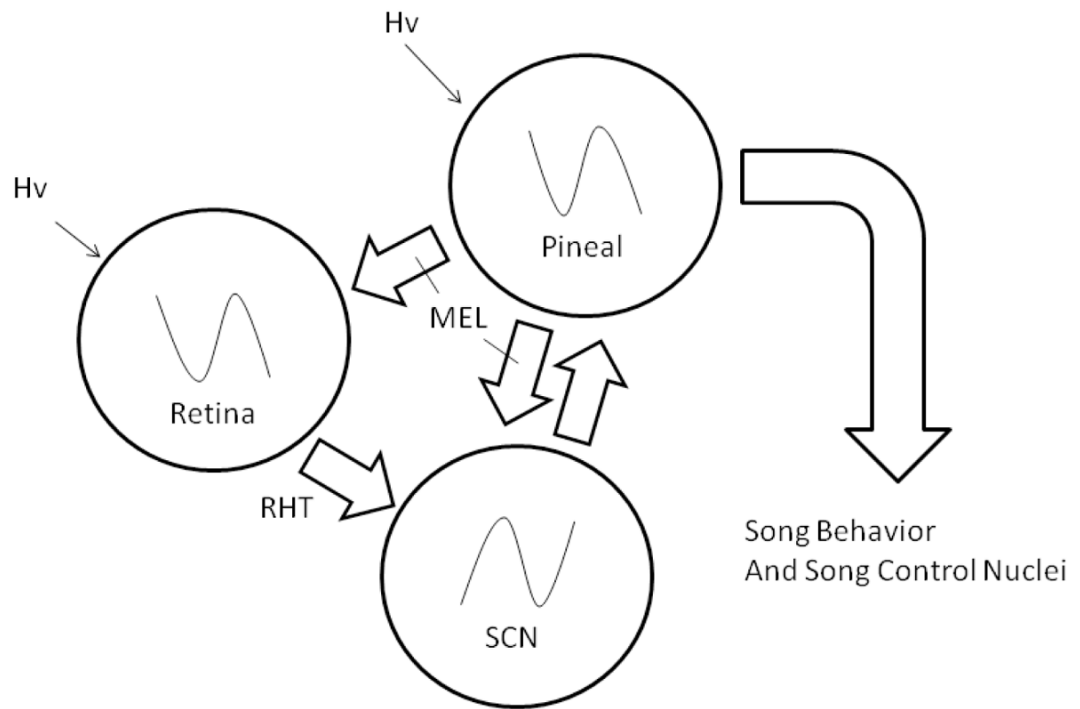 Hv
Pineal
Hv
MEL
Retina
RHT
SCN
Song Behavior
And Song Control Nuclei